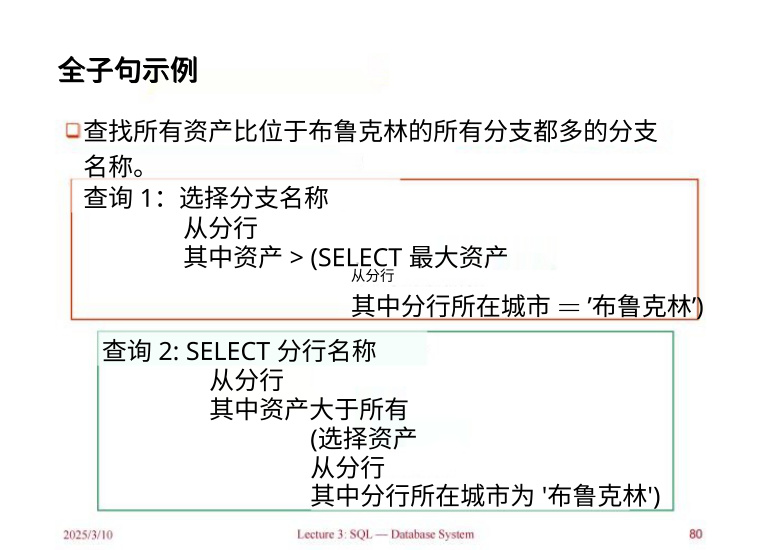 全子句示例
查找所有资产比位于布鲁克林的所有分支都多的分支
名称。
查询 1：选择分支名称
从分行
其中资产 > (SELECT 最大资产
从分行
其中分行所在城市 ＝ ′布鲁克林′)
查询 2: SELECT 分行名称
从分行
其中资产大于所有
(选择资产
从分行
其中分行所在城市为 '布鲁克林')
2025/3/10 Lecture 3: SQL — Database System 80